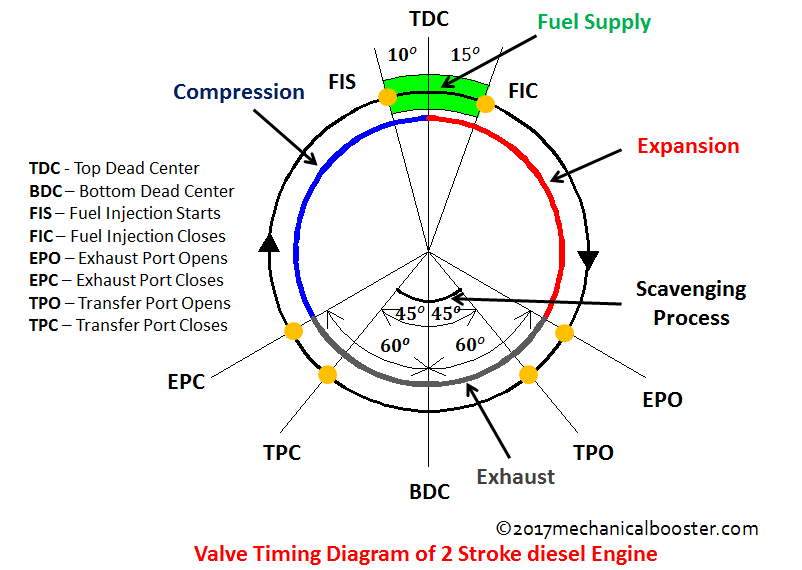 TDC
Fuel Supply
10° 15°
FIS
FIC
Compression
Expansion
TDC - Top Dead Center
BDC – Bottom Dead Center
FIS – Fuel Injection Starts
FIC – Fuel Injection Closes
EPO – Exhaust Port Opens
EPC – Exhaust Port Closes
TPO – Transfer Port Opens
TPC – Transfer Port Closes
Scavenging
Process
45° 45°
60° 60°
EPC
EPO
TPC
TPO
Exhaust
BDC
©2017mechanicalbooster.com
Valve Timing Diagram of 2 Stroke diesel Engine